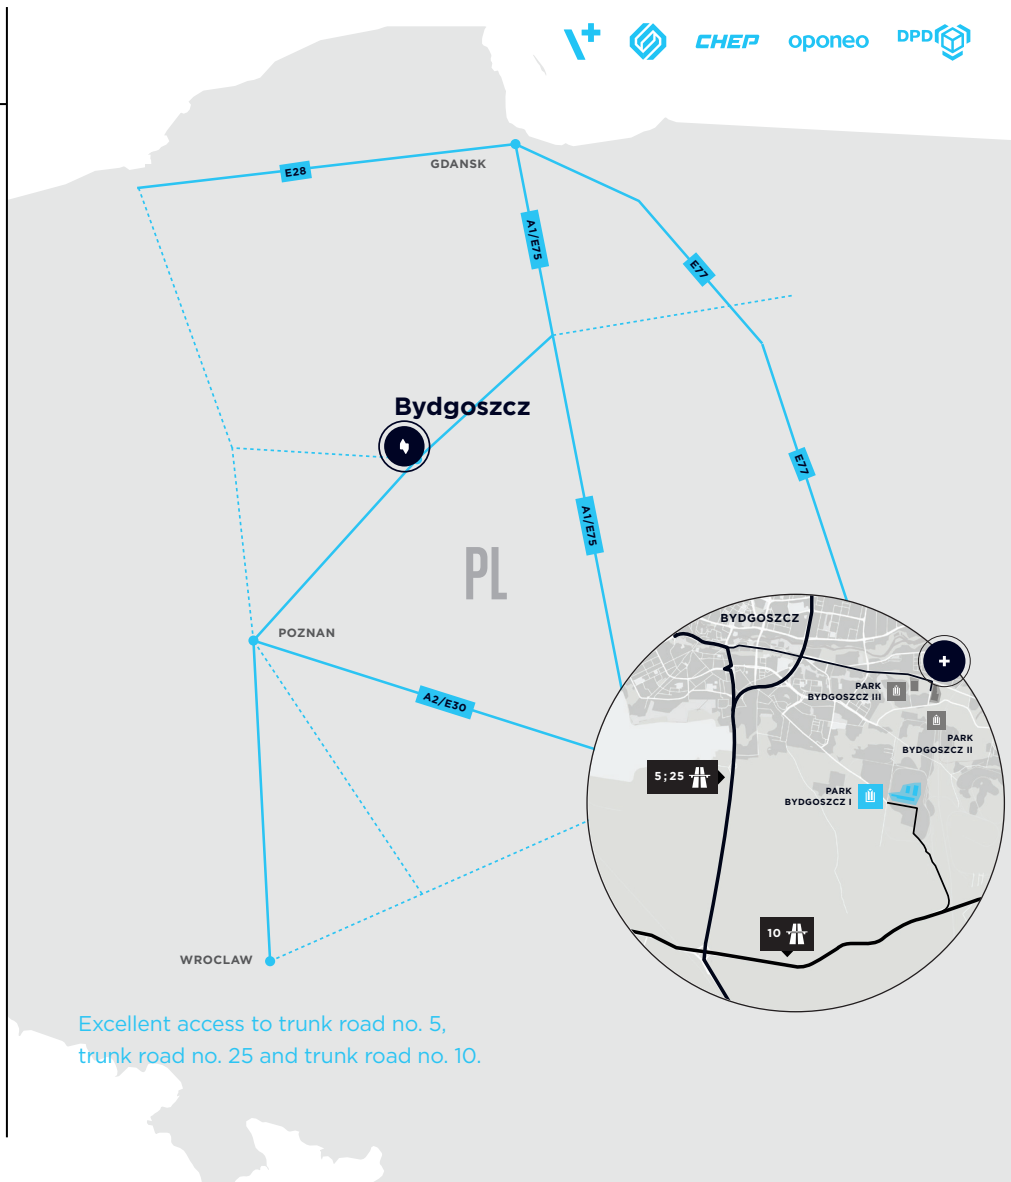 CHEP
oponeo
DPD
E28
GDANSK
A1/E75
E77
Bydgoszcz
E77
A1/E75
PL
POZNAN
A2/E30
BYDGOSZCZ
PARK
BYDGOSZCZ III
PARK
BYDGOSZCZ II
5;25
PARK
BYDGOSZCZ I
10
WROCLAW
Excellent access to trunk road no. 5,
trunk road no. 25 and trunk road no. 10.